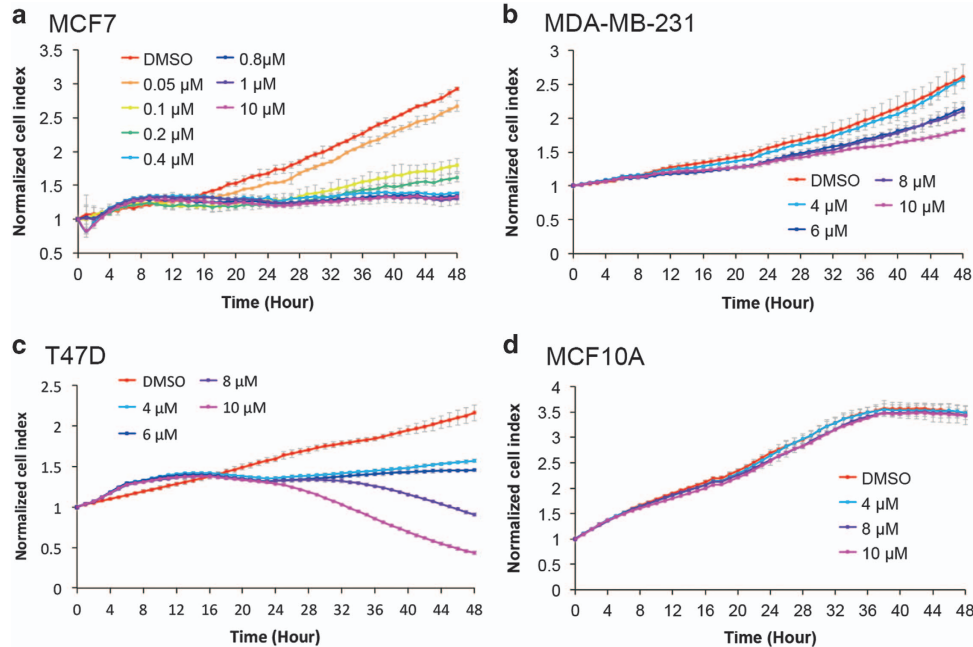 a MCF7
3.5
3
2.5
2
1.5
1
0.5
Normalized cell index
DMSO
0.05 µM
0.1 µM
0.2 µM
0.4 µM
0.8µM
1 µM
10 µM
0 4 8 12 16 20 24 28 32 36 40 44 48
Time (Hour)
b MDA-MB-231
3
2.5
2
1.5
1
0.5
0
Normalized cell index
DMSO
4 µM
6 µM
8 µM
10 µM
0 4 8 12 16 20 24 28 32 36 40 44 48
Time (Hour)
c T47D
2.5
2
1.5
1
0.5
0
Normalized cell index
DMSO
4 µM
6 µM
8 µM
10 µM
0 4 8 12 16 20 24 28 32 36 40 44 48
Time (Hour)
d MCF10A
4
3.5
3
2.5
2
1.5
1
0.5
0
Normalized cell index
DMSO
4 µM
8 µM
10 µM
0 4 8 12 16 20 24 28 32 36 40 44 48
Time (Hour)